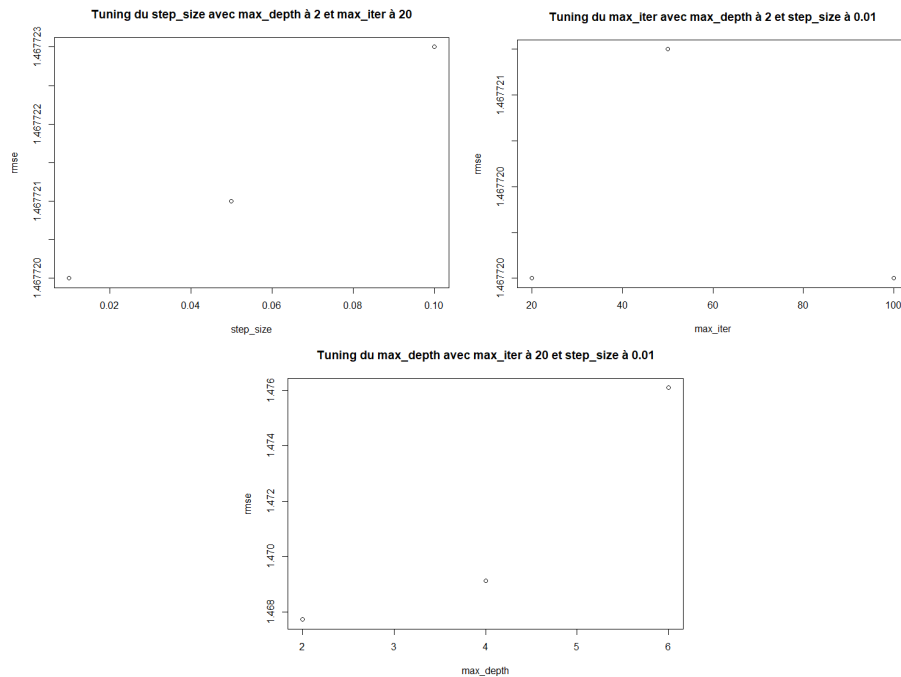 Tuning du step_size avec max_depth à 2 et max_iter à 20
rmse
1.467723
1.467722
1.467721
1.467720
0.02 0.04 0.06 0.08 0.10
step_size
Tuning du max_iter avec max_depth à 2 et step_size à 0.01
rmse
1.467721
1.467720
1.467720
20 40 60 80 100
max_iter
Tuning du max_depth avec max_iter à 20 et step_size à 0.01
rmse
1.476
1.474
1.472
1.470
1.468
2 3 4 5 6
max_depth